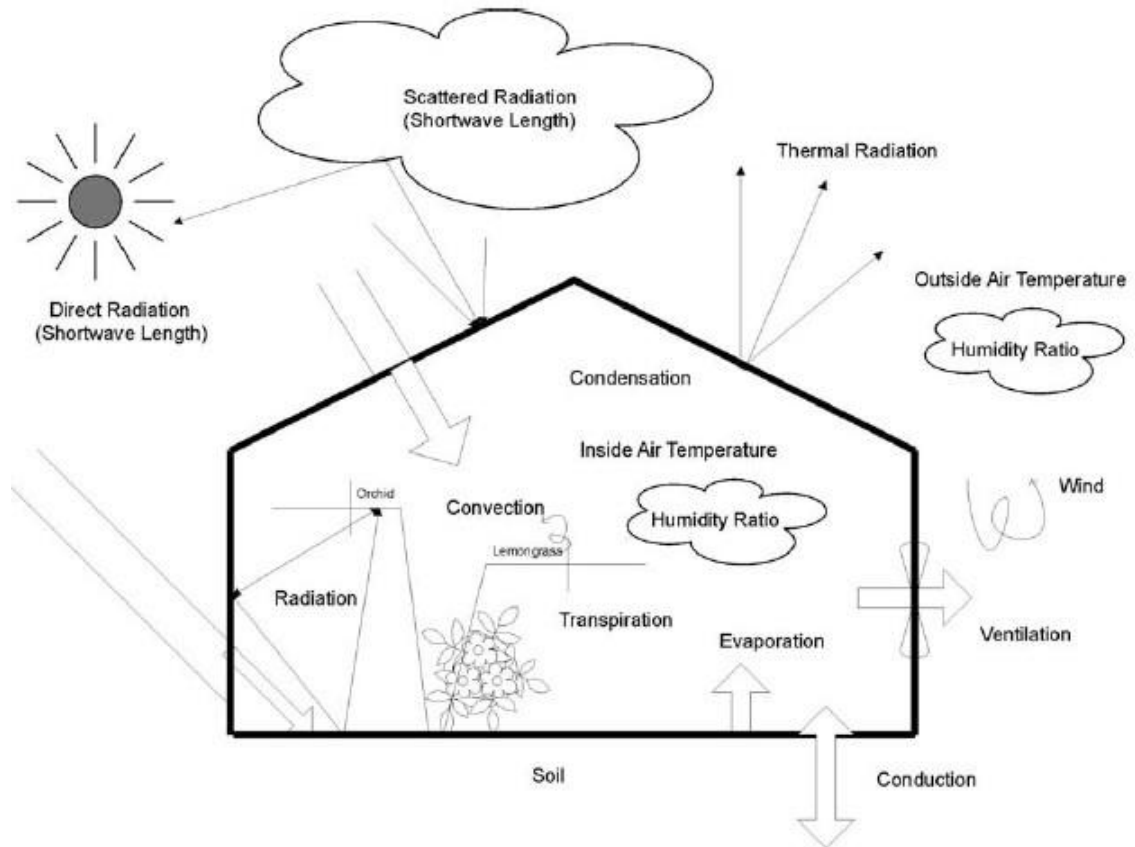 Scattered Radiation
(Shortwave Length)
Thermal Radiation
Direct Radiation
(Shortwave Length)
Outside Air Temperature
Humidity Ratio
Condensation
Inside Air Temperature
Humidity Ratio
Wind
Orchid
Convection
Lemongrass
Radiation
Transpiration
Evaporation
Ventilation
Soil
Conduction